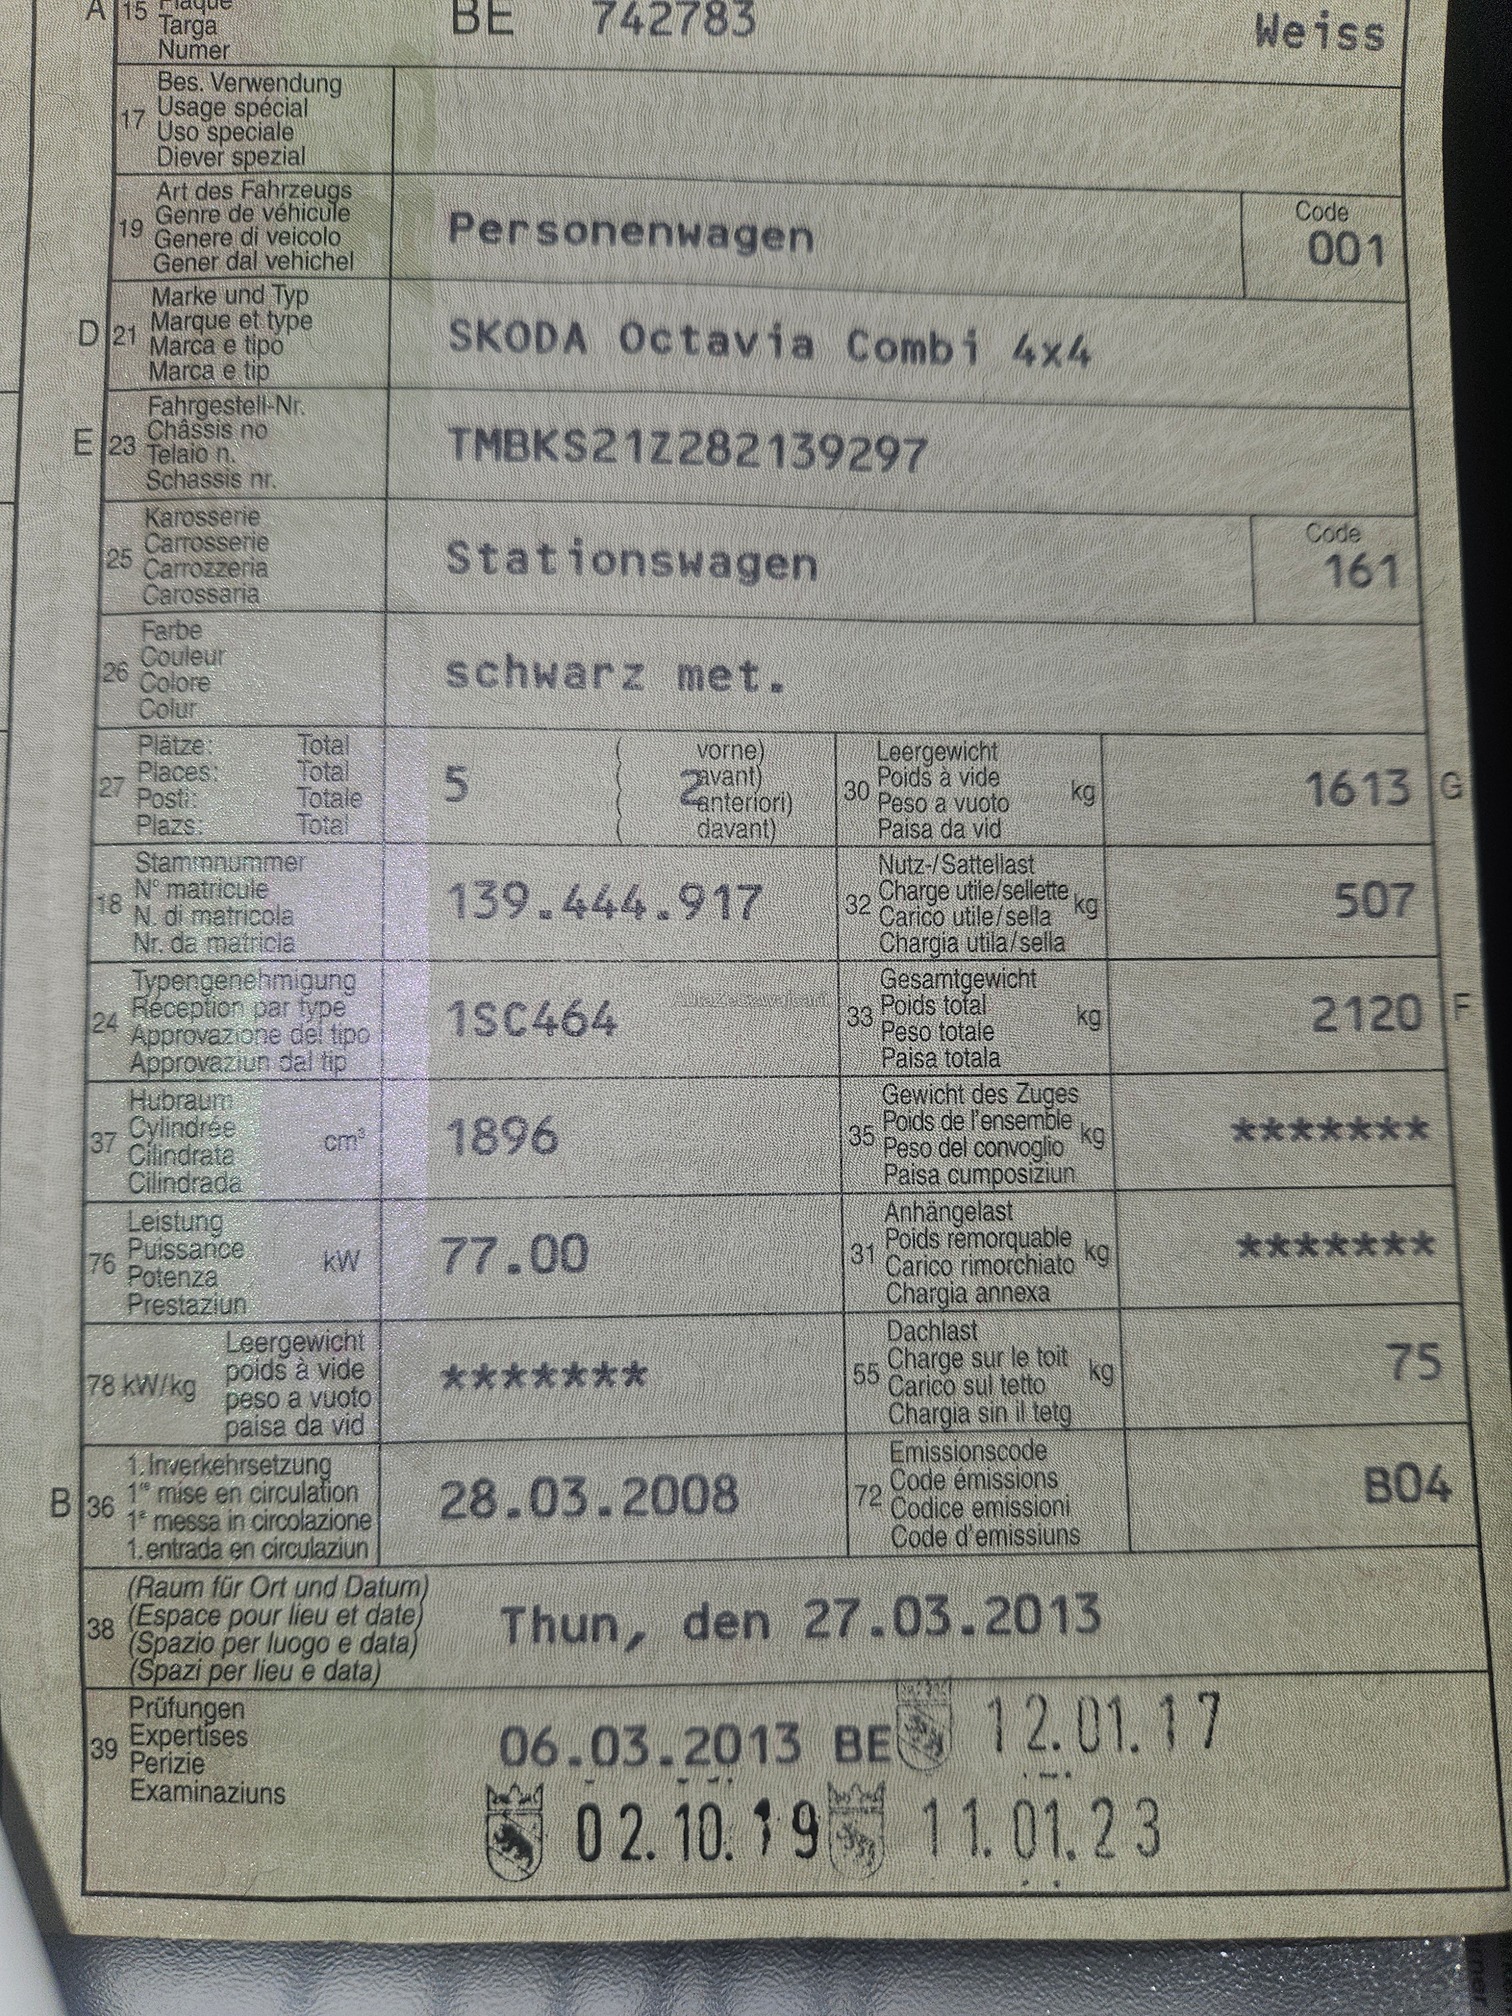 A 15 Plaque BE 742783 Weiss
Targa
Numer
17 Bes. Verwendung
Usage spécial
Uso speciale
Diever spezial
19 Art des Fahrzeugs
Genre de véhicule
Genere di veicolo
Gener dal vehichel
Personenwagen
Code
001
D 21 Marke und Typ
Marque et type
Marca e tipo
Marca e tip
SKODA Octavia Combi 4x4
E 23 Fahrgestell-Nr.
Châssis no
Telaio n.
Schassis nr.
TMBKS21Z282139297
25 Karosserie
Carrosserie
Carrozzeria
Carossaria
Stationswagen
Code
161
26 Farbe
Couleur
Colore
Colur
schwarz met.
27 Plätze: Total
Places: Total
Posti: Totale
Plazs: Total
5 ( 2 vorne)
( avant)
( anteriori)
( davant)
30 Leergewicht
Poids à vide
Peso a vuoto
Paisa da vid
kg 1613 G
18 Stammnummer
N° matricule
N. di matricola
Nr. da matricla
139.444.917
32 Nutz-/Sattellast
Charge utile/sellette
Carico utile/sella
Chargia utila/sella
kg 507
24 Typengenehmigung
Réception par type
Approvazione del tipo
Approvaziun dal tip
1SC464
33 Gesamtgewicht
Poids total
Peso totale
Paisa totala
kg 2120 F
37 Hubraum
Cylindrée
Cilindrata
Cilindrada
cm³ 1896
35 Gewicht des Zuges
Poids de l'ensemble
Peso del convoglio
Paisa cumposiziun
kg *******
76 Leistung
Puissance
Potenza
Prestaziun
kW 77.00
31 Anhängelast
Poids remorquable
Carico rimorchiato
Chargia annexa
kg *******
78 kW/kg Leergewicht
poids à vide
peso a vuoto
paisa da vid
*******
55 Dachlast
Charge sur le toit
Carico sul tetto
Chargia sin il tetg
kg 75
B 36 1. Inverkehrsetzung
1re mise en circulation
1a messa in circolazione
1. entrada en circulaziun
28.03.2008
72 Emissionscode
Code émissions
Codice emissioni
Code d'emissiuns
B04
38 (Raum für Ort und Datum)
(Espace pour lieu et date)
(Spazio per luogo e data)
(Spazi per lieu e data)
Thun, den 27.03.2013
39 Prüfungen
Expertises
Perizie
Examinaziuns
06.03.2013 BE 12.01.17
02.10.19 11.01.23